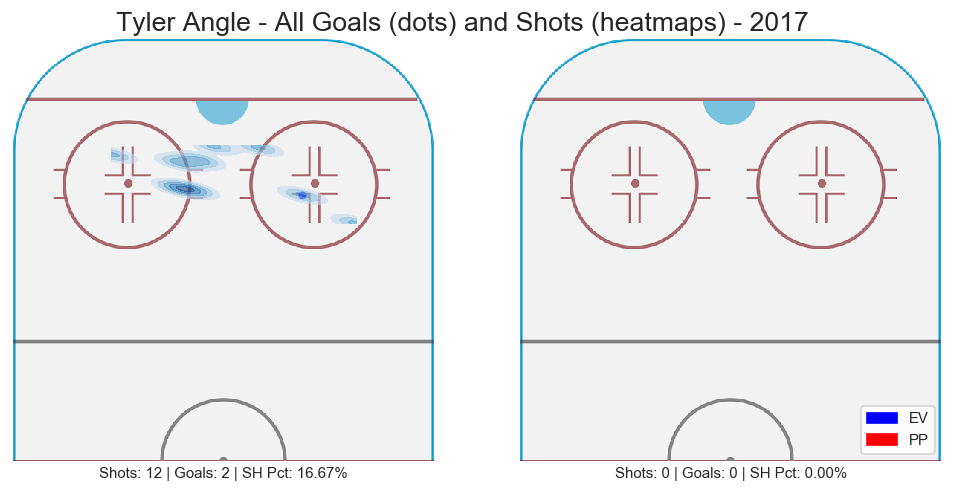 Tyler Angle - All Goals (dots) and Shots (heatmaps) - 2017
EV
PP
Shots: 12 | Goals: 2 | SH Pct: 16.67%
Shots: 0 | Goals: 0 | SH Pct: 0.00%